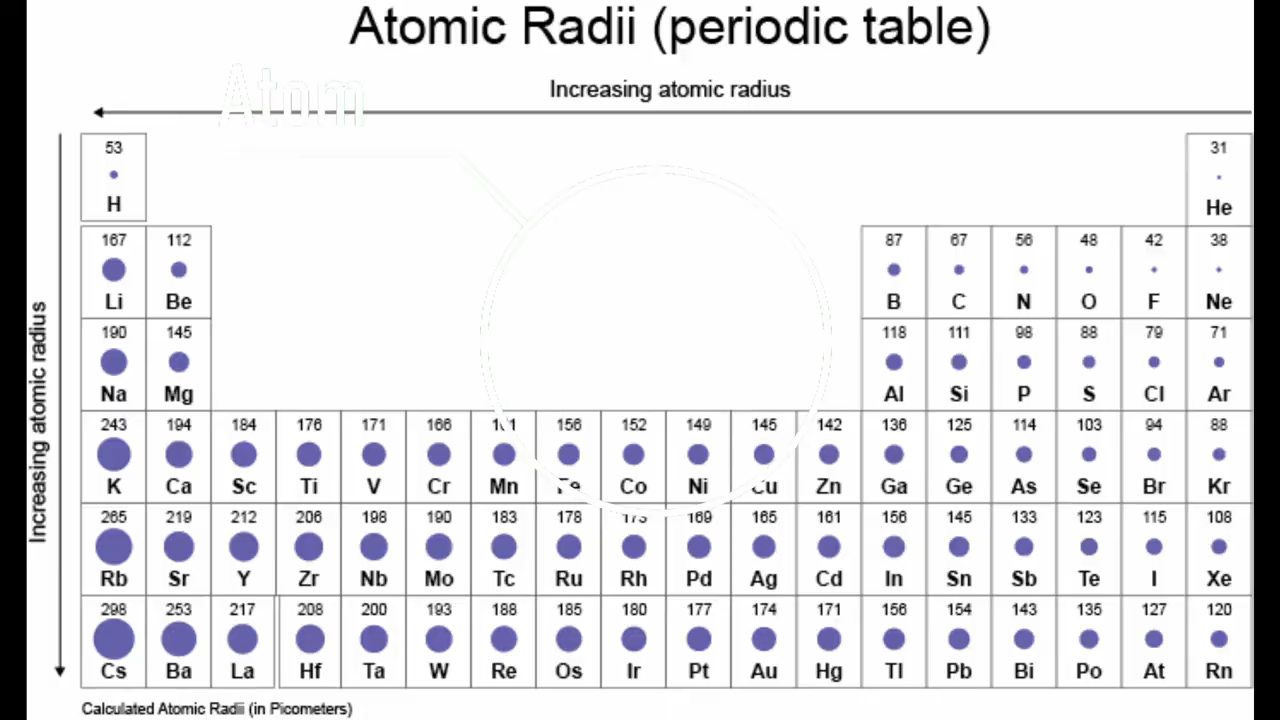 Atomic Radii (periodic table)
Atom
Increasing atomic radius
Increasing atomic radius
53 31
H He
167 112 87 67 56 48 42 38
Li Be B C N O F Ne
190 145 118 111 98 88 79 71
Na Mg Al Si P S Cl Ar
243 194 184 176 171 166 161 156 152 149 145 142 136 125 114 103 94 88
K Ca Sc Ti V Cr Mn Fe Co Ni Cu Zn Ga Ge As Se Br Kr
265 219 212 206 198 190 183 178 173 169 165 161 156 145 133 123 115 108
Rb Sr Y Zr Nb Mo Tc Ru Rh Pd Ag Cd In Sn Sb Te I Xe
298 253 217 208 200 193 188 185 180 177 174 171 156 154 143 135 127 120
Cs Ba La Hf Ta W Re Os Ir Pt Au Hg Tl Pb Bi Po At Rn
Calculated Atomic Radii (in Picometers)